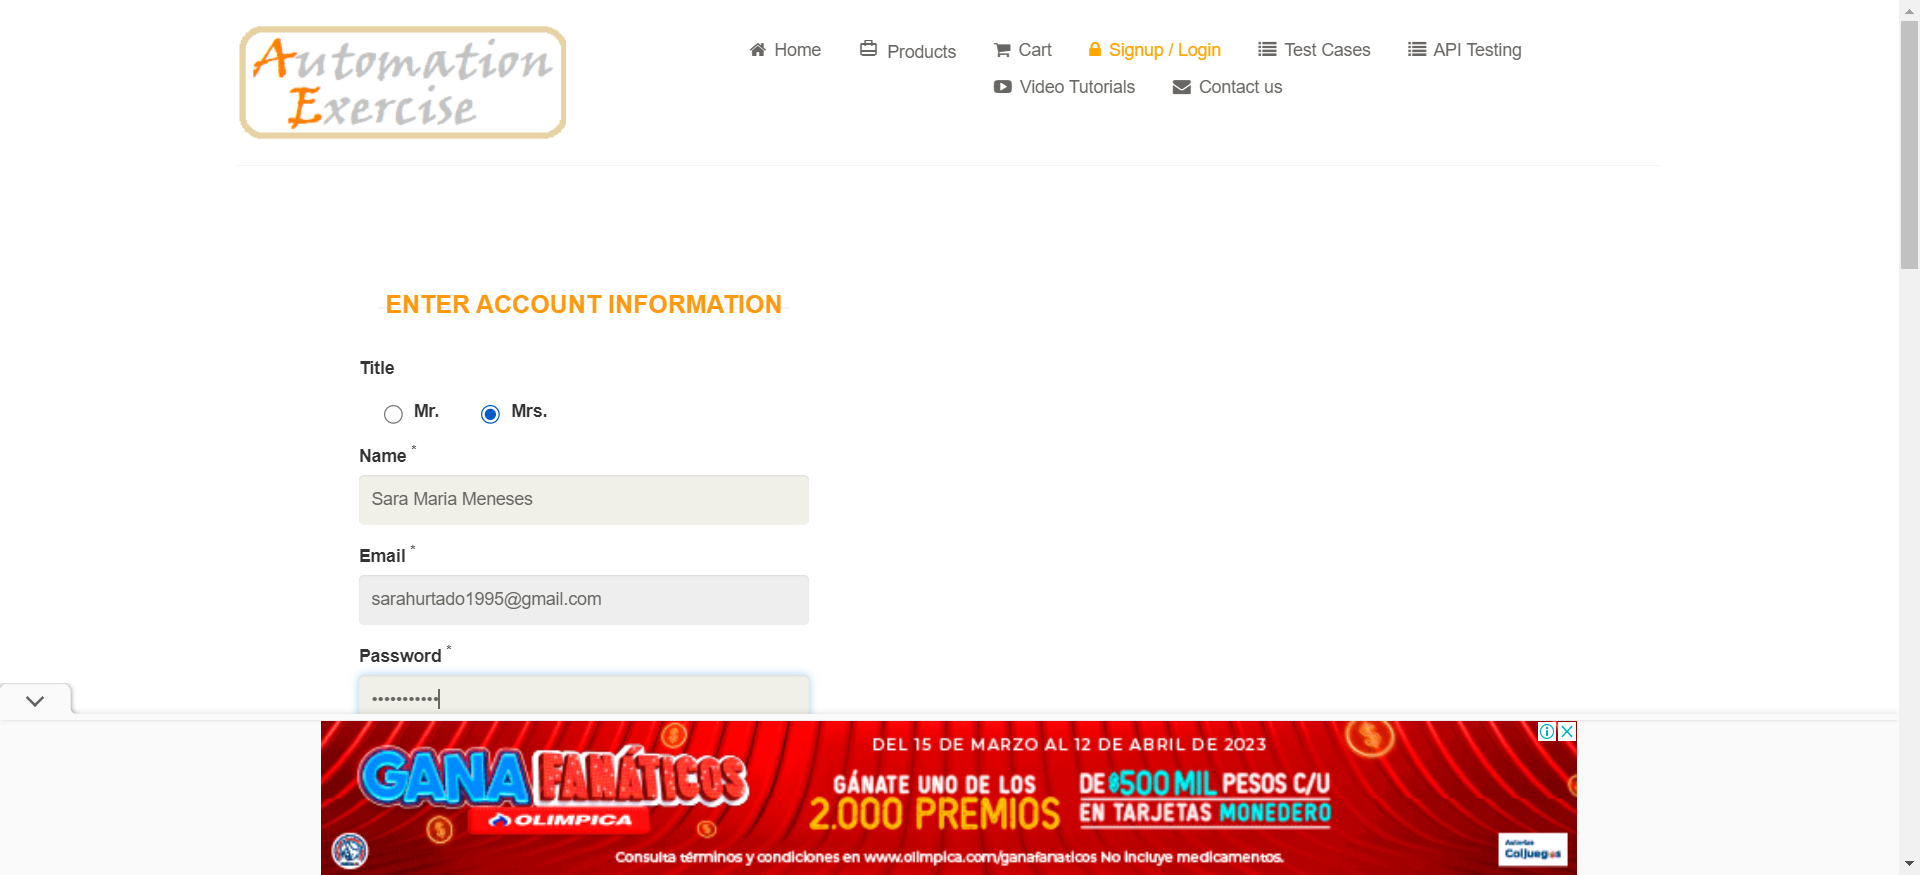 Automation
Exercise
Home
Products
Cart
Signup / Login
Test Cases
API Testing
Video Tutorials
Contact us
ENTER ACCOUNT INFORMATION
Title
Mr.
Mrs.
Name *
Sara Maria Meneses
Email *
sarahurtado1995@gmail.com
Password *
•••••••••••
DEL 15 DE MARZO AL 12 DE ABRIL DE 2023
GANA FANÁTICOS
OLIMPICA
GÁNATE UNO DE LOS
2.000 PREMIOS
DE $500 MIL PESOS C/U
EN TARJETAS MONEDERO
Consulta términos y condiciones en www.olimpica.com/ganafanaticos No incluye medicamentos.
Autoriza
Coljuegos